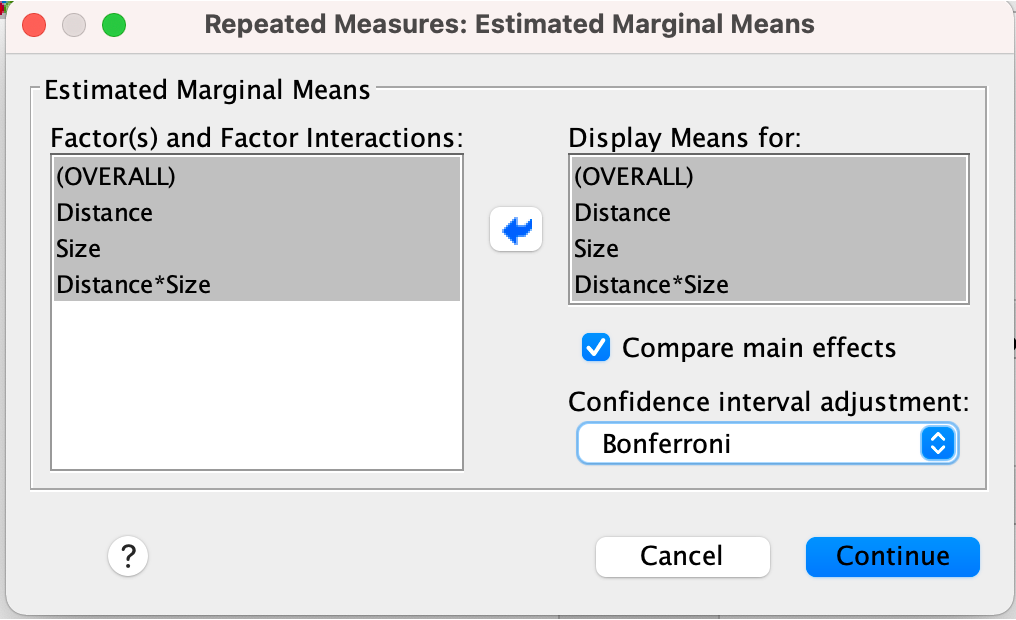 Repeated Measures: Estimated Marginal Means
Estimated Marginal Means
Factor(s) and Factor Interactions:
(OVERALL)
Distance
Size
Distance*Size
Display Means for:
(OVERALL)
Distance
Size
Distance*Size
Compare main effects
Confidence interval adjustment:
Bonferroni
?
Cancel
Continue